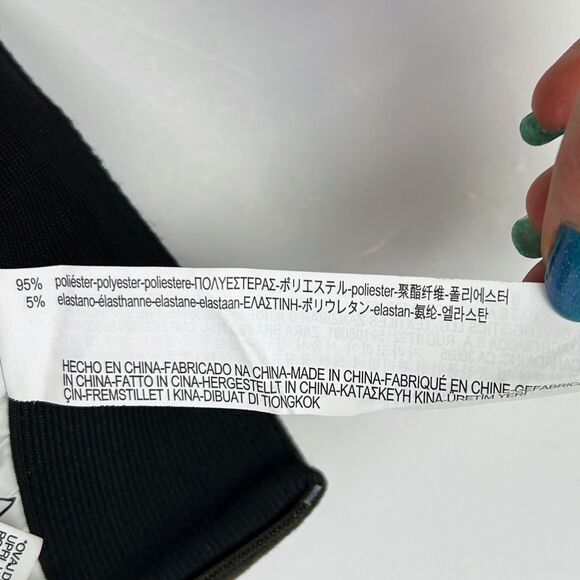 95% poliéster-polyester-poliestere-ΠΟΛΥΕΣΤΕΡΑΣ-ポリエステル-poliester-聚酯纤维-폴리에스터
5% elastano-élasthanne-elastane-elastaan-ΕΛΑΣΤΙΝΗ-ポリウレタン-elastan-氨纶-엘라스탄
HECHO EN CHINA-FABRICADO NA CHINA-MADE IN CHINA-FABRIQUÉ EN CHINE-GEFABRIC
IN CHINA-FATTO IN CINA-HERGESTELLT IN CHINA-ΚΑΤΑΣΚΕΥΗ ΚΙΝΑ-ÜRETİM YERİ
ÇİN-FREMSTILLET I KINA-DIBUAT DI TIONGKOK